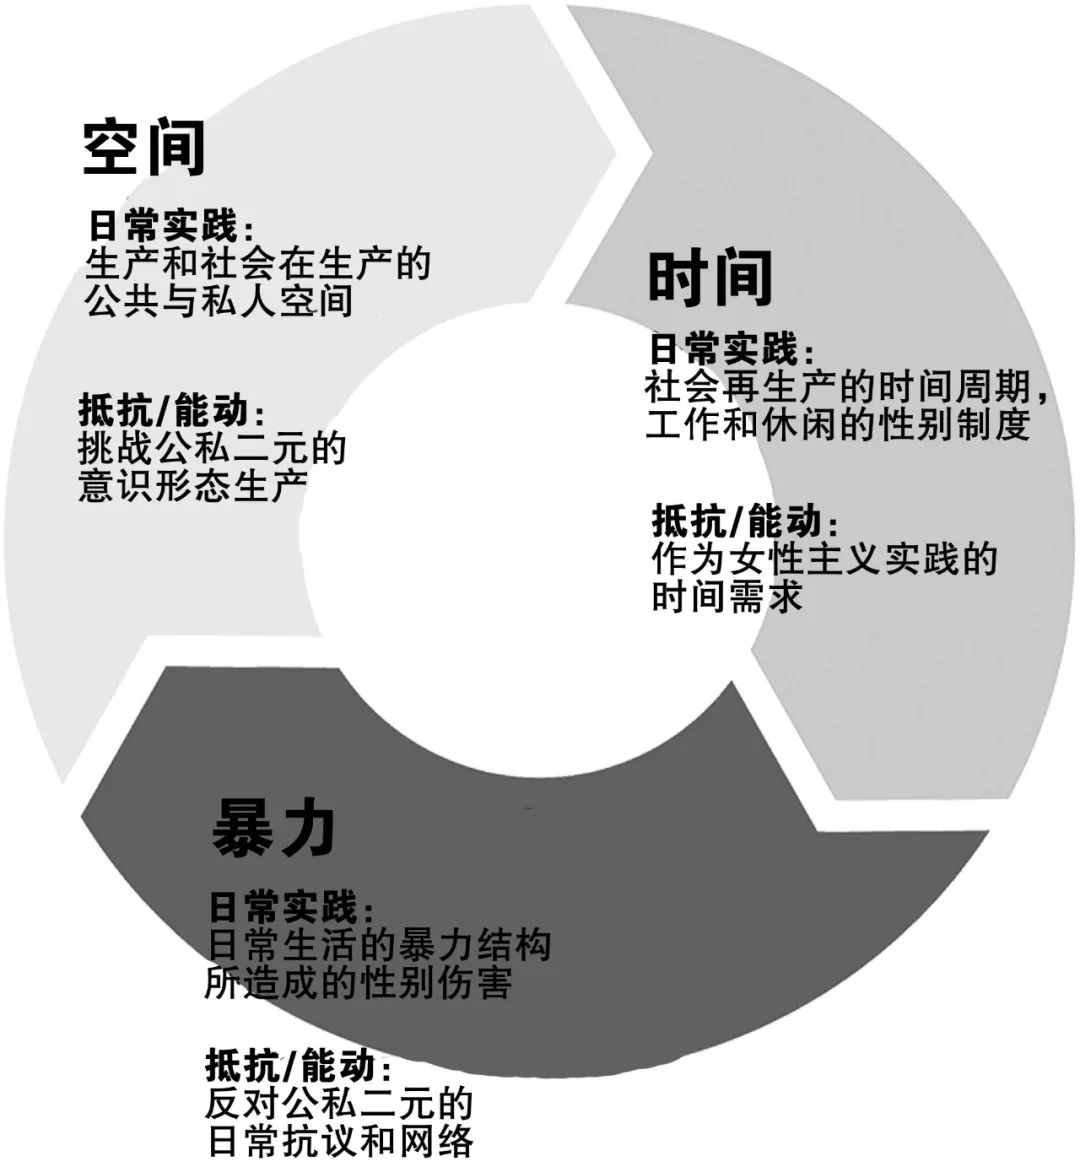 空间
日常实践：
生产和社会在生产的
公共与私人空间
抵抗/能动：
挑战公私二元的
意识形态生产
时间
日常实践：
社会再生产的时间周期，
工作和休闲的性别制度
抵抗/能动：
作为女性主义实践的
时间需求
暴力
日常实践：
日常生活的暴力结构
所造成的性别伤害
抵抗/能动：
反对公私二元的
日常抗议和网络